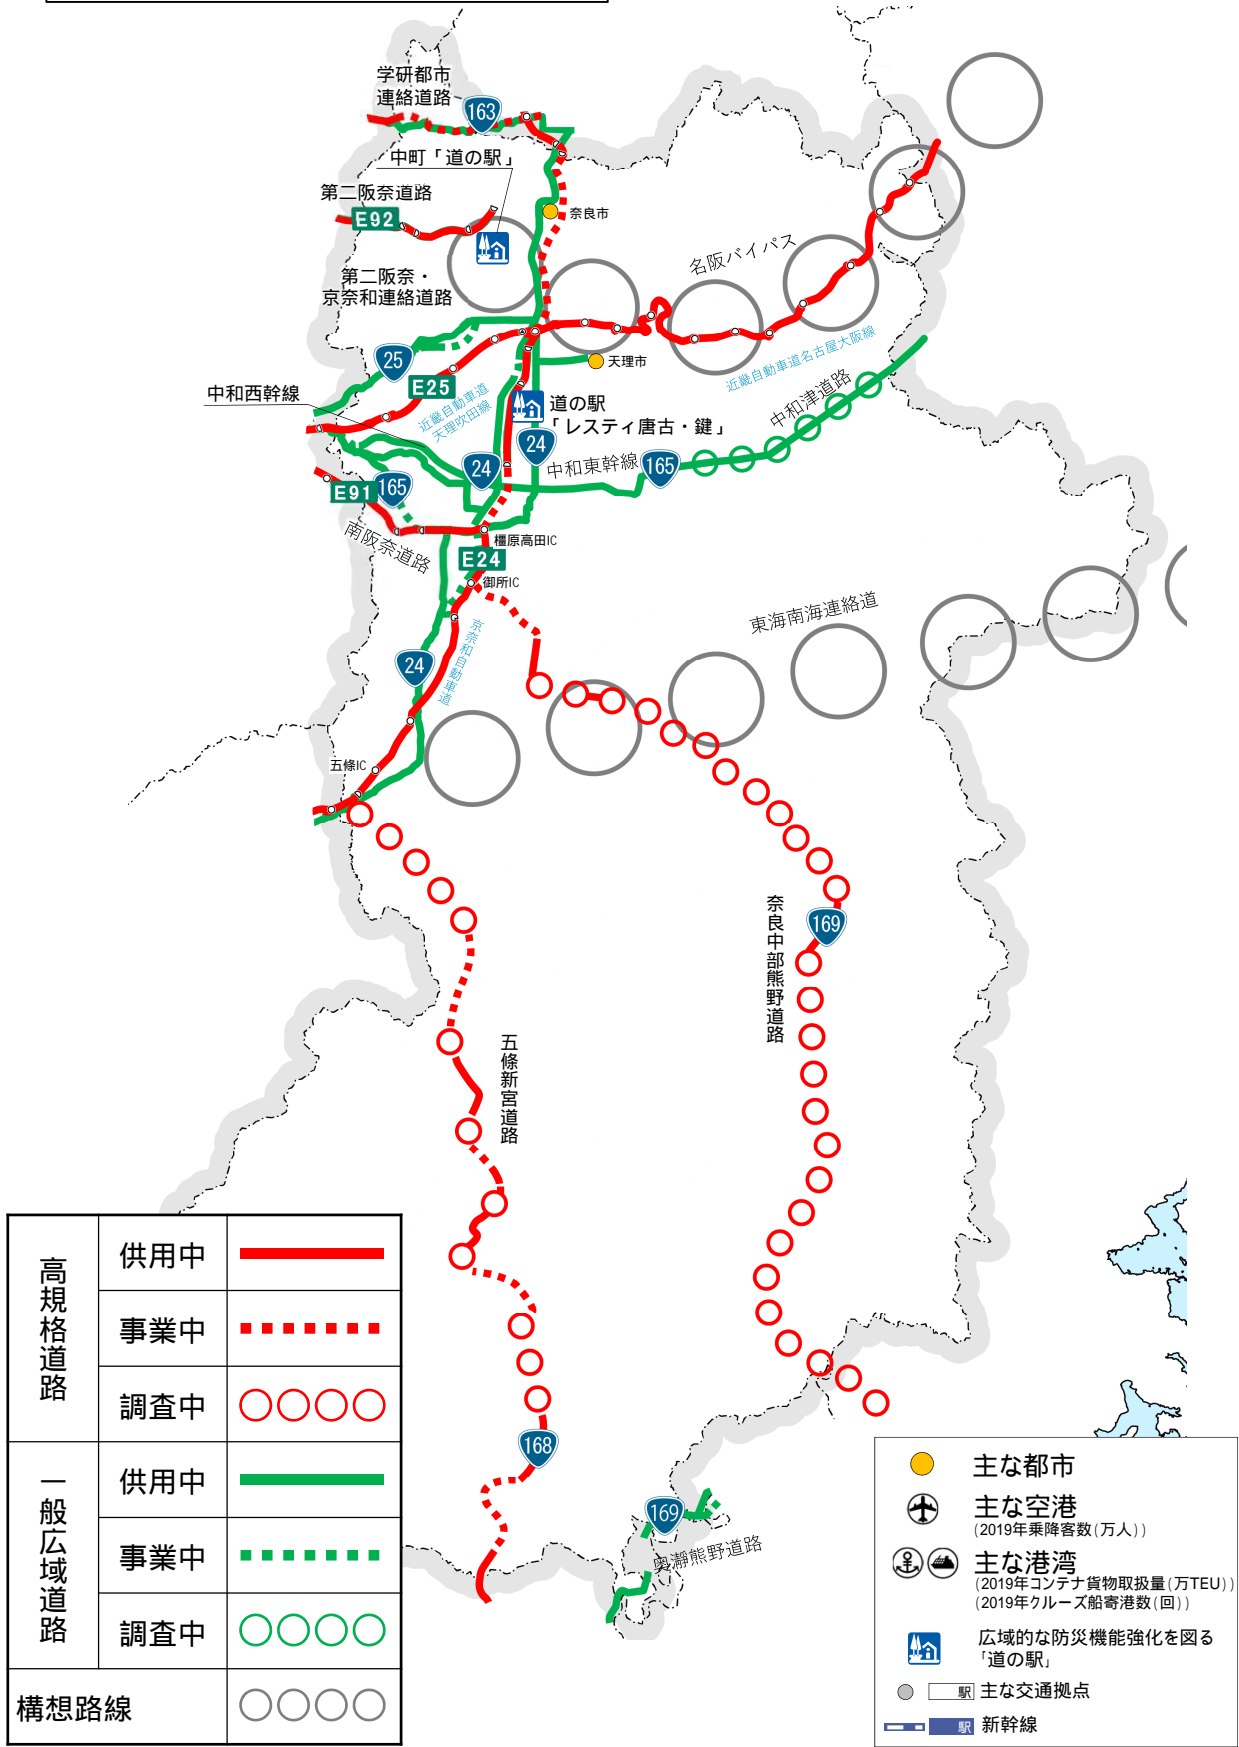 学研都市
連絡道路
163
中町「道の駅」
第二阪奈道路
E92
奈良市
名阪バイパス
第二阪奈・
京奈和連絡道路
25
天理市
近畿自動車道名古屋大阪線
E25
中和西幹線
近畿自動車道
天理吹田線
道の駅
「レスティ唐古・鍵」
中和津道路
24
24
中和東幹線
165
E91
165
南阪奈道路
橿原高田IC
E24
御所IC
東海南海連絡道
京奈和自動車道
24
五條IC
奈良中部熊野道路
169
五條新宮道路
168
169
奥瀞熊野道路
高規格道路
供用中
事業中
調査中
一般広域道路
供用中
事業中
調査中
構想路線
主な都市
主な空港
(2019年乗降客数(万人))
主な港湾
(2019年コンテナ貨物取扱量(万TEU))
(2019年クルーズ船寄港数(回))
広域的な防災機能強化を図る
「道の駅」
駅 主な交通拠点
駅 新幹線